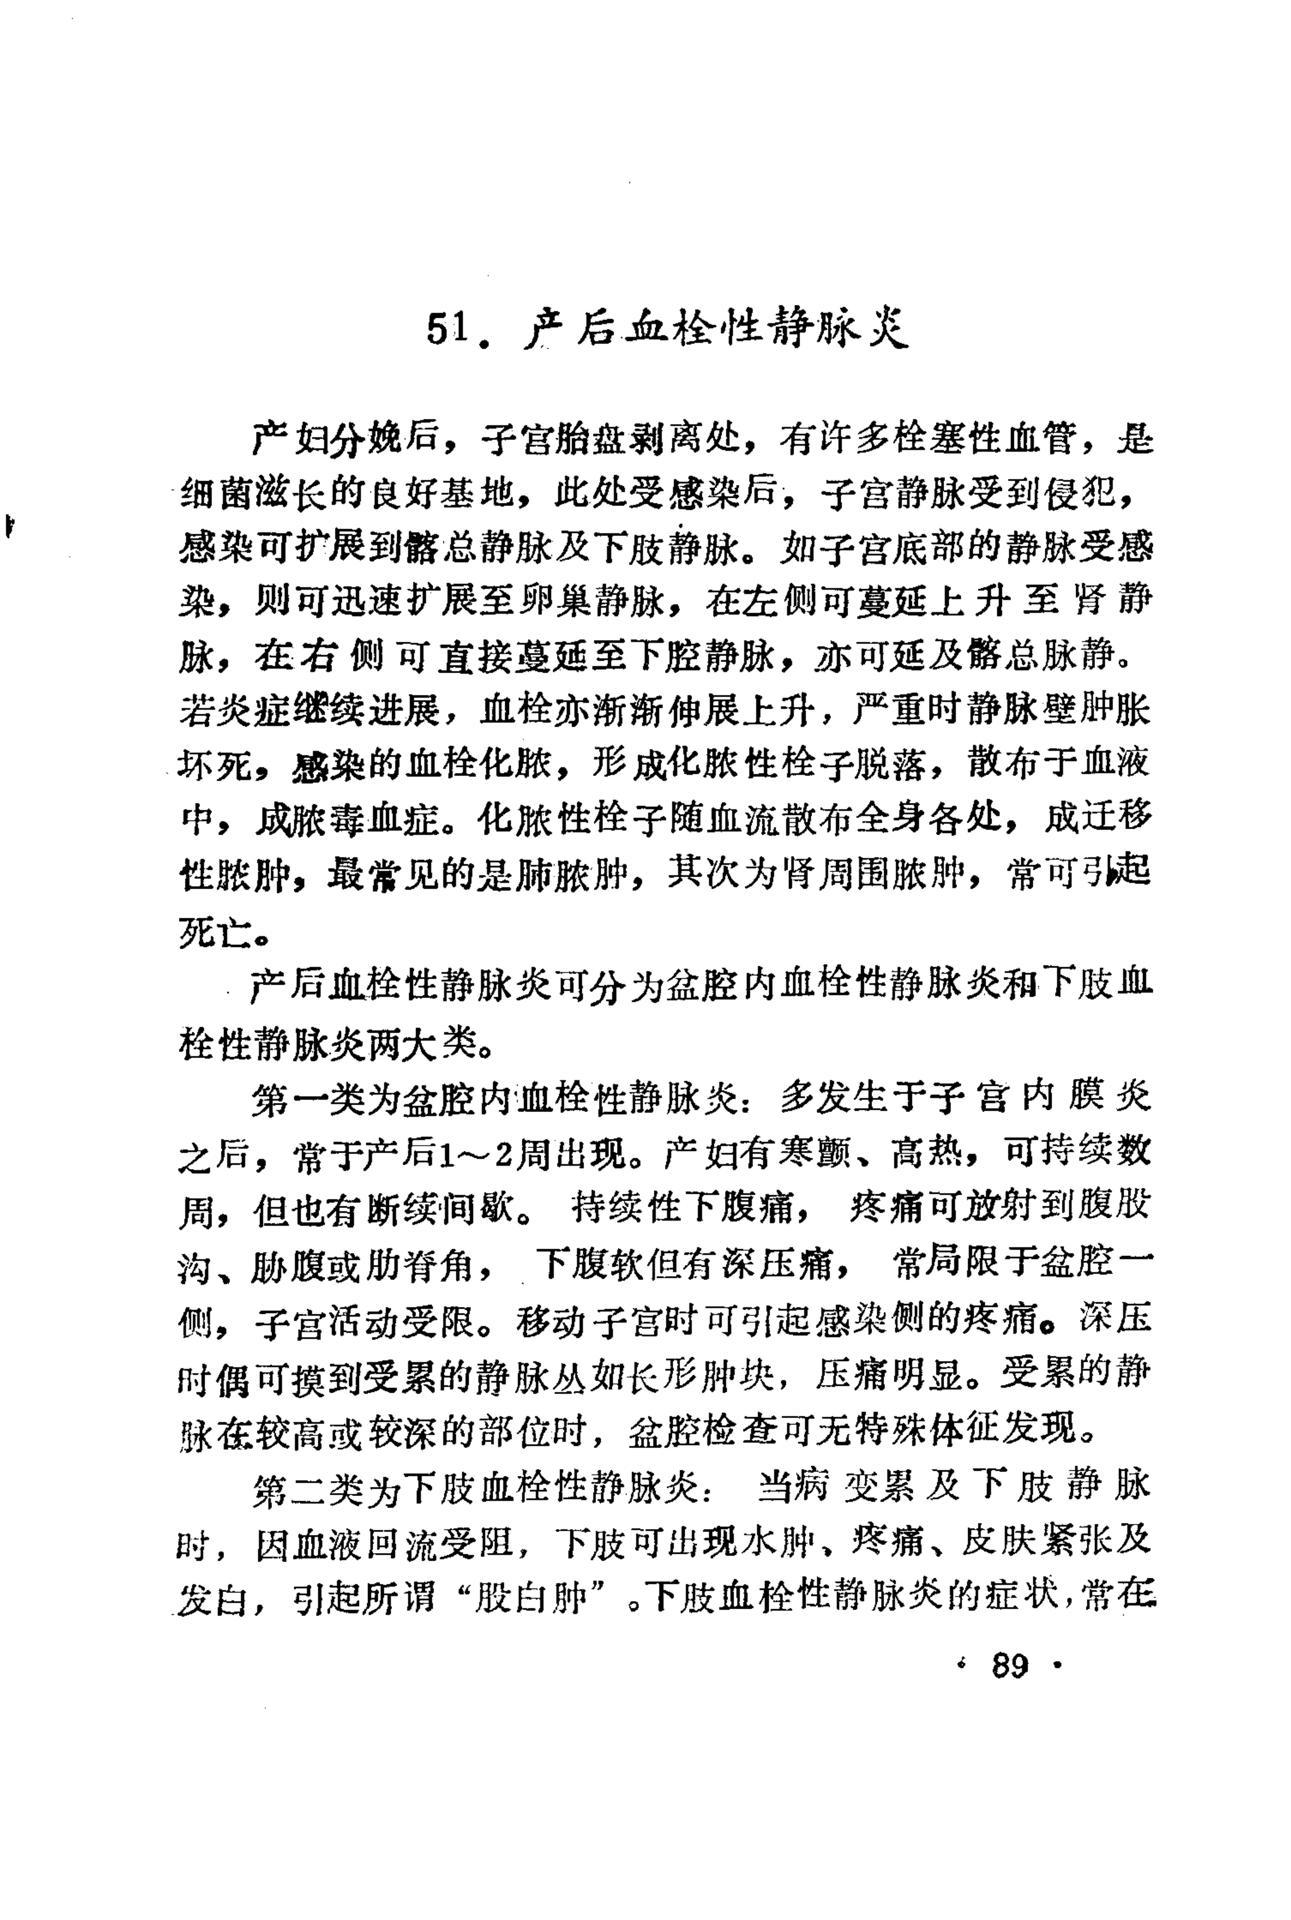 51．产后血栓性静脉炎
产妇分娩后，子宫胎盘剥离处，有许多栓塞性血管，是
细菌滋长的良好基地，此处受感染后，子宫静脉受到侵犯，
感染可扩展到髂总静脉及下肢静脉。如子宫底部的静脉受感
染，则可迅速扩展至卵巢静脉，在左侧可蔓延上升至肾静
脉，在右侧可直接蔓延至下腔静脉，亦可延及髂总脉静。
若炎症继续进展，血栓亦渐渐伸展上升，严重时静脉壁肿胀
坏死，感染的血栓化脓，形成化脓性栓子脱落，散布于血液
中，成脓毒血症。化脓性栓子随血流散布全身各处，成迁移
性脓肿，最常见的是肺脓肿，其次为肾周围脓肿，常可引起
死亡。
产后血栓性静脉炎可分为盆腔内血栓性静脉炎和下肢血
栓性静脉炎两大类。
第一类为盆腔内血栓性静脉炎：多发生于子宫内膜炎
之后，常于产后1～2周出现。产妇有寒颤、高热，可持续数
周，但也有断续间歇。持续性下腹痛，疼痛可放射到腹股
沟、胁腹或肋脊角，下腹软但有深压痛，常局限于盆腔一
侧，子宫活动受限。移动子宫时可引起感染侧的疼痛。深压
时偶可摸到受累的静脉丛如长形肿块，压痛明显。受累的静
脉在较高或较深的部位时，盆腔检查可无特殊体征发现。
第二类为下肢血栓性静脉炎：当病变累及下肢静脉
时，因血液回流受阻，下肢可出现水肿、疼痛、皮肤紧张及
发白，引起所谓“股白肿”。下肢血栓性静脉炎的症状，常在
· 89 ·